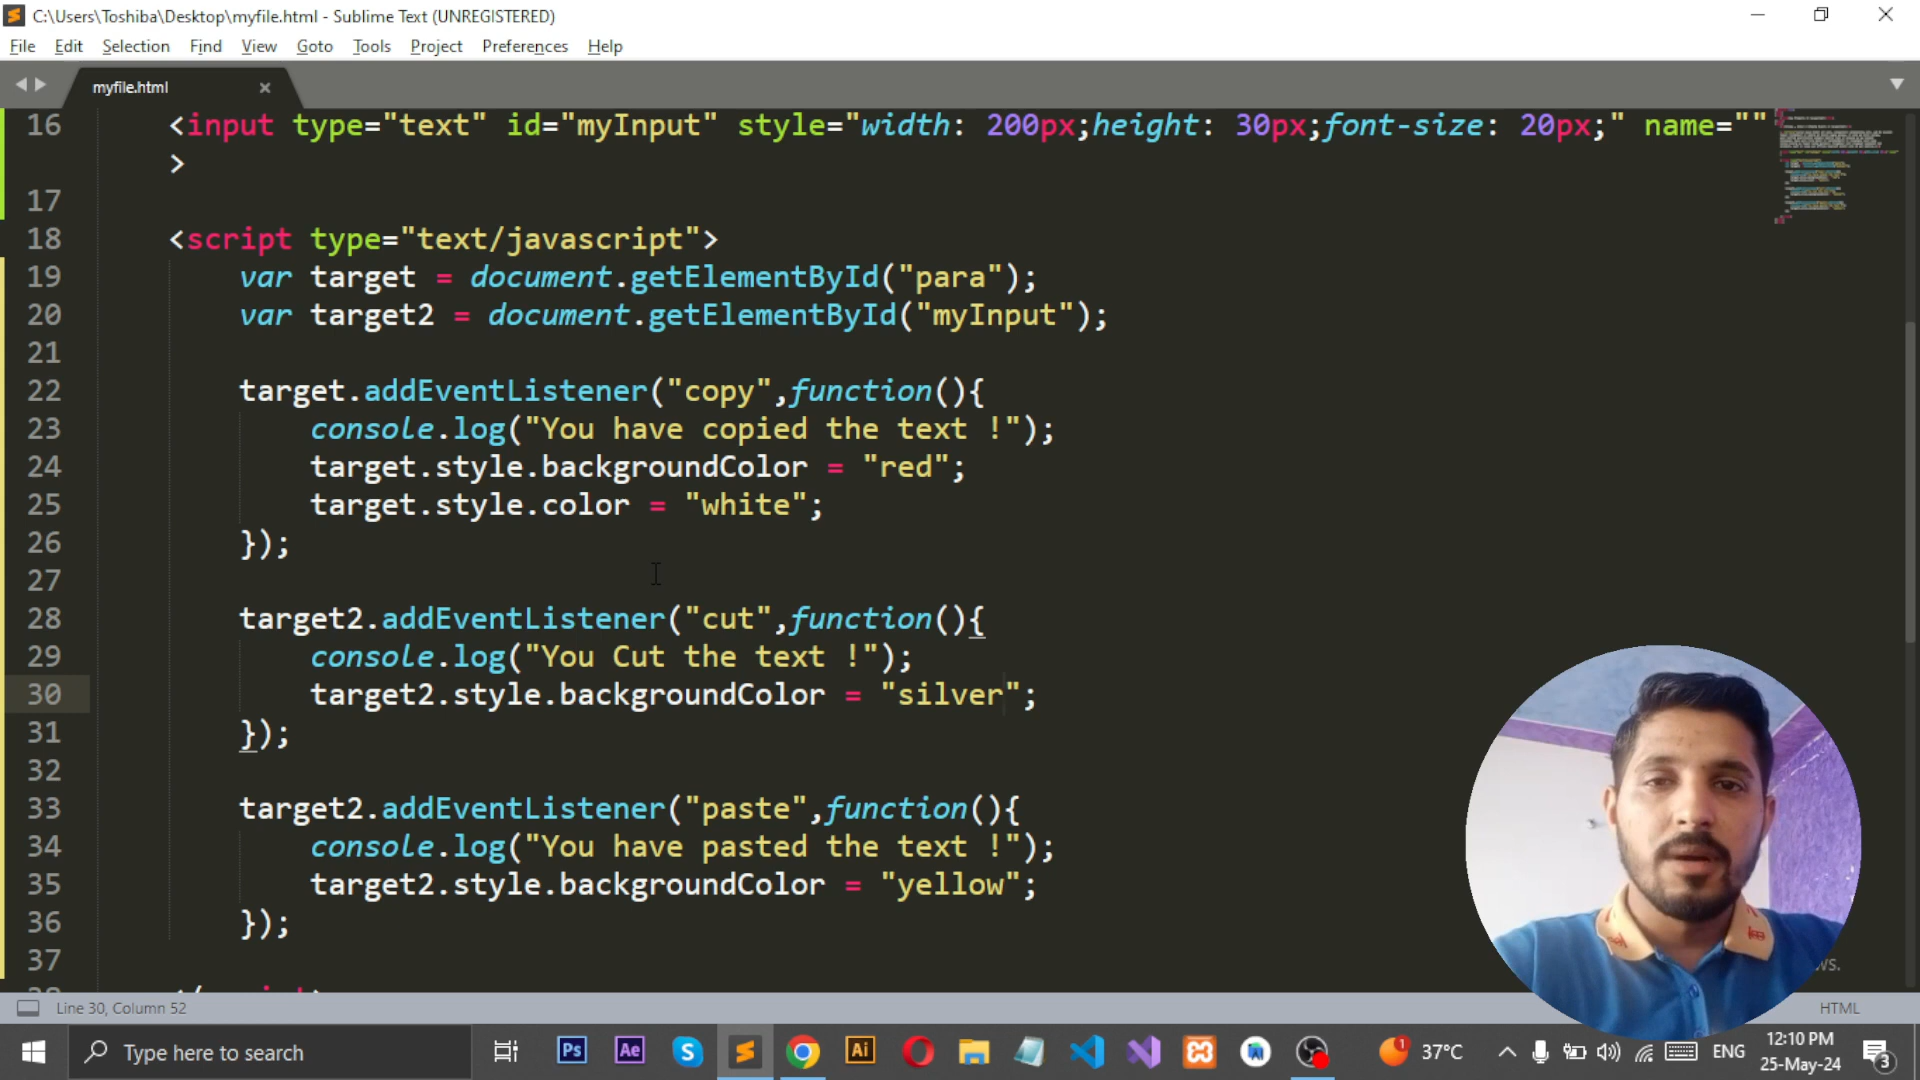 C:\Users\Toshiba\Desktop\myfile.html - Sublime Text (UNREGISTERED)
File Edit Selection Find View Goto Tools Project Preferences Help
myfile.html
16 <input type="text" id="myInput" style="width: 200px;height: 30px;font-size: 20px;" name=""
>
17
18 <script type="text/javascript">
19 var target = document.getElementById("para");
20 var target2 = document.getElementById("myInput");
21
22 target.addEventListener("copy",function(){
23 console.log("You have copied the text !");
24 target.style.backgroundColor = "red";
25 target.style.color = "white";
26 });
27
28 target2.addEventListener("cut",function(){
29 console.log("You Cut the text !");
30 target2.style.backgroundColor = "silver";
31 });
32
33 target2.addEventListener("paste",function(){
34 console.log("You have pasted the text !");
35 target2.style.backgroundColor = "yellow";
36 });
37
Line 30, Column 52
HTML
Type here to search
Ps
Ae
Ai
1
37°C
ENG
12:10 PM
25-May-24
3